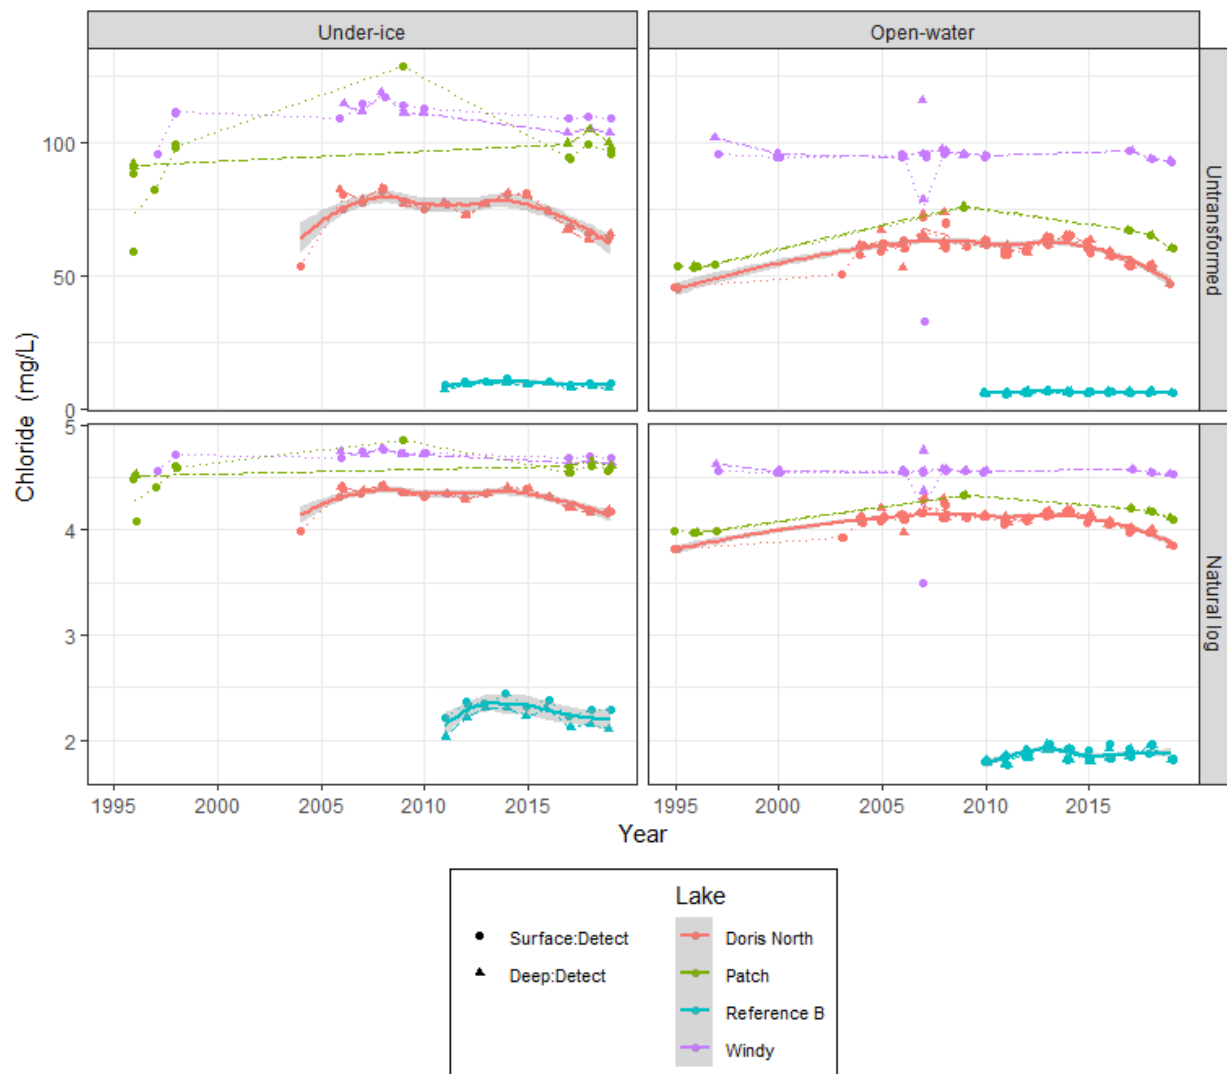 Under-ice
Open-water
Chloride (mg/L)
100
50
0
Untransformed
5
4
3
2
Natural log
1995
2000
2005
2010
2015
1995
2000
2005
2010
2015
Year
Lake
Surface:Detect
Deep:Detect
Doris North
Patch
Reference B
Windy